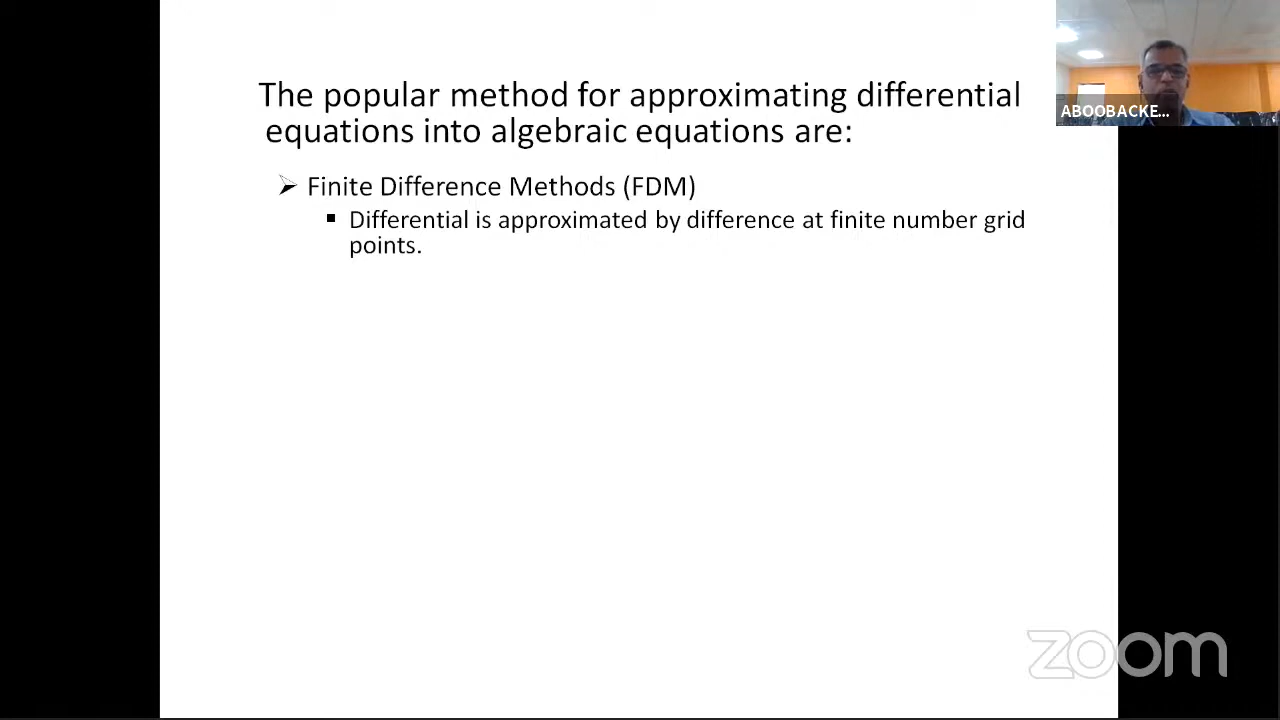 The popular method for approximating differential
equations into algebraic equations are:
Finite Difference Methods (FDM)
Differential is approximated by difference at finite number grid
points.
ABOOBACKE...
zoom